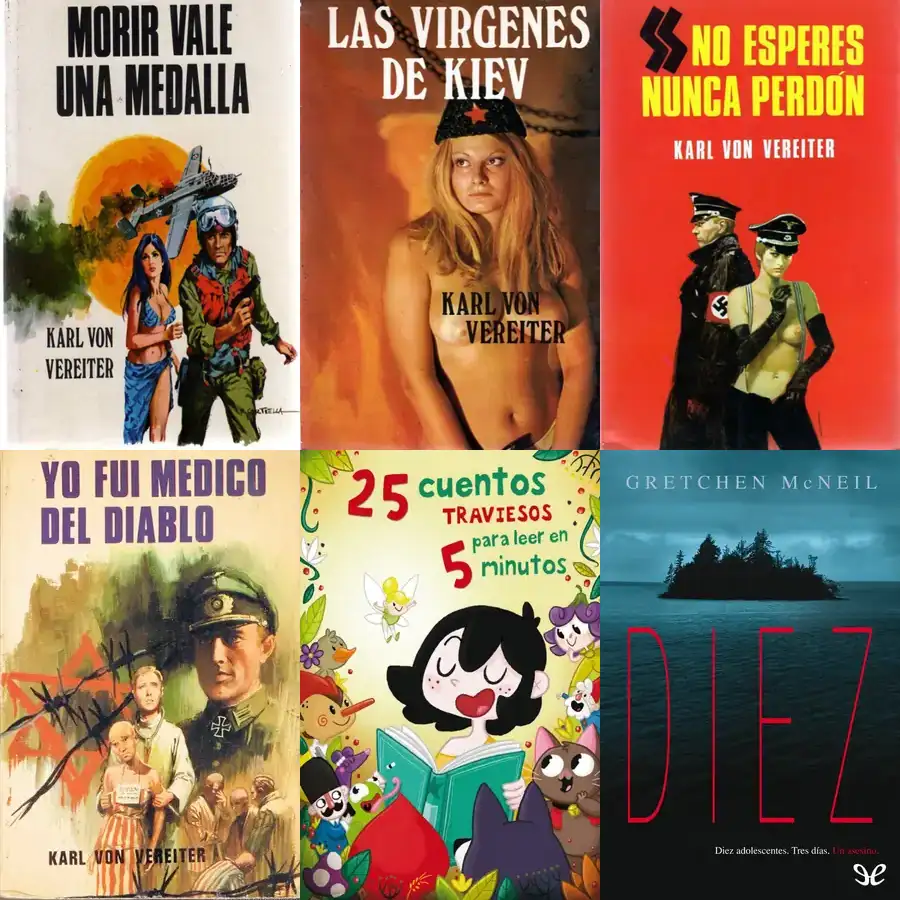 MORIR VALE
UNA MEDALLA
KARL VON
VEREITER
LAS VIRGENES
DE KIEV
KARL VON
VEREITER
NO ESPERES
NUNCA PERDÓN
KARL VON VEREITER
YO FUI MEDICO
DEL DIABLO
KARL VON VEREITER
25 cuentos
TRAVIESOS
para leer en
5 minutos
GRETCHEN McNEIL
DIEZ
Diez adolescentes. Tres días. Un asesino.